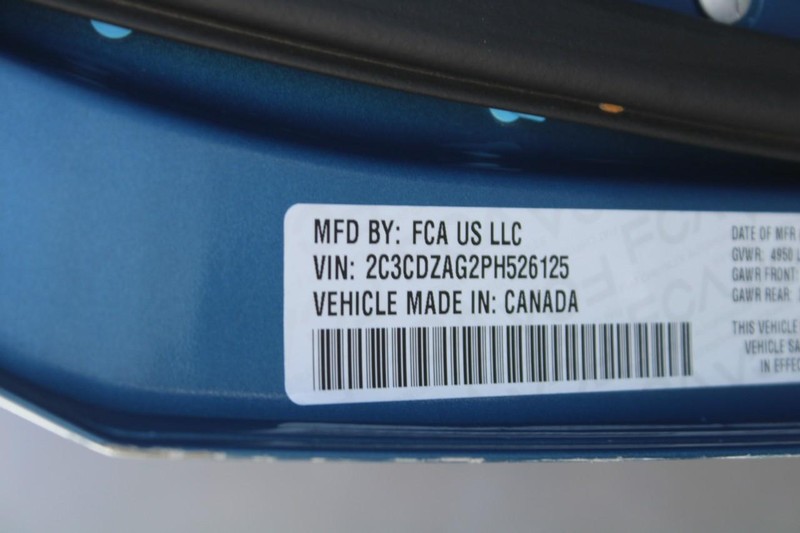 MFD BY: FCA US LLC
VIN: 2C3CDZAG2PH526125
VEHICLE MADE IN: CANADA
DATE OF MFR
GVWR: 4950 L
GAWR FRONT:
GAWR REAR:
THIS VEHICLE
VEHICLE SA
IN EFFEC